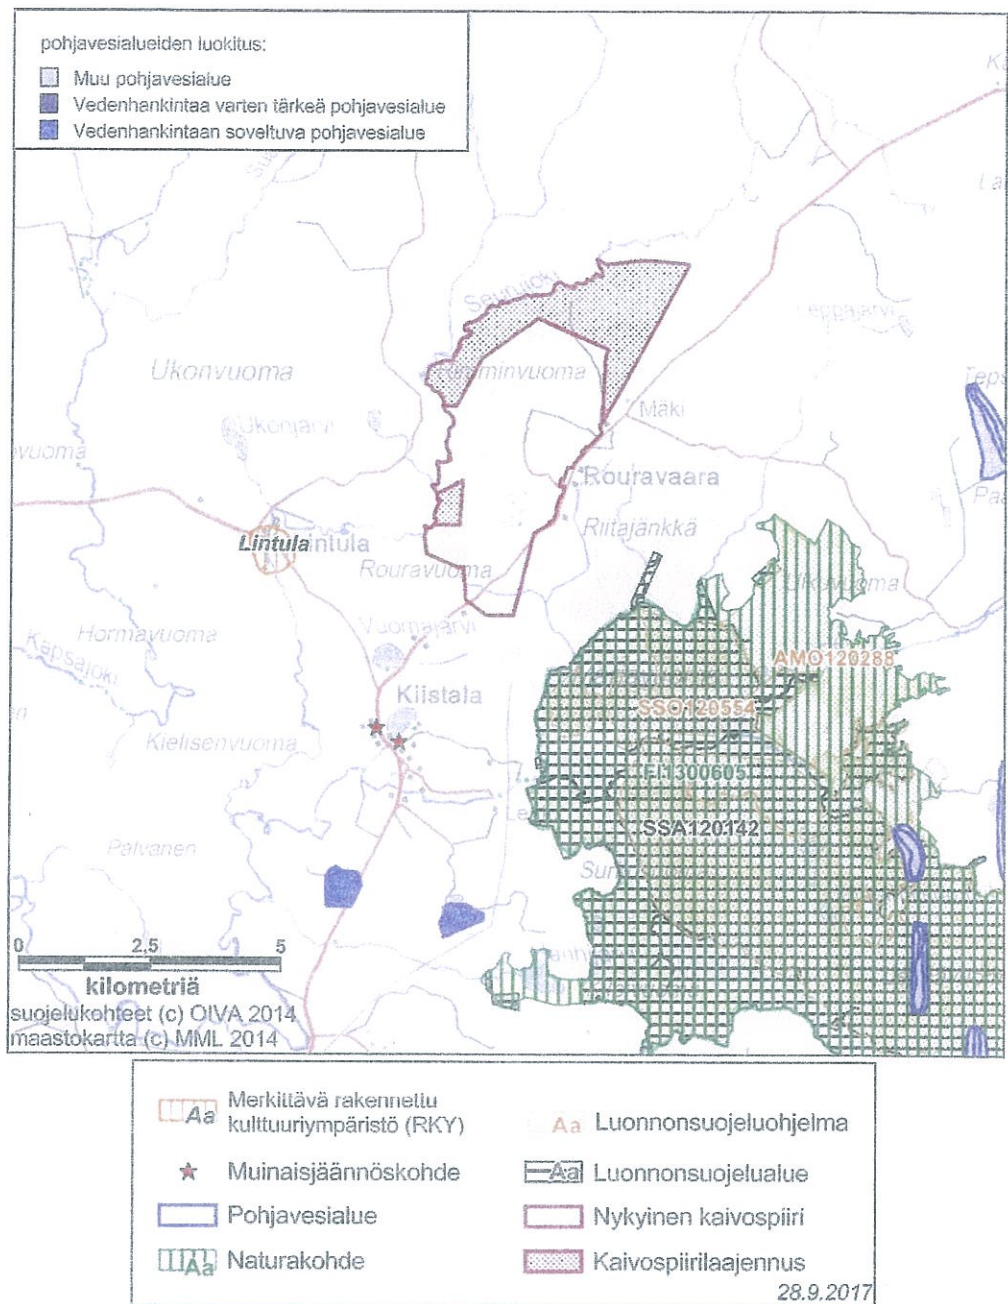 pohjavesialueiden luokitus:
Muu pohjavesialue
Vedenhankintaa varten tärkeä pohjavesialue
Vedenhankintaan soveltuva pohjavesialue
Seurujoki
Leppäjärvi
Ukonvuoma
Mäki
Ukonjärvi
Rouravaara
Riitajänkkä
Lintula
Rouravuoma
Hormavuoma
Vuomajärvi
Kapsajoki
Kiistala
AMO120288
SSO120554
Kielisenvuoma
FI1300605
SSA120142
Palvanen
0 2,5 5
kilometriä
suojelukohteet (c) OIVA 2014
maastokartta (c) MML 2014
Aa Merkittävä rakennettu
kulttuuriympäristö (RKY)
Aa Luonnonsuojeluohjelma
Muinaisjäännöskohde
Aa Luonnonsuojelualue
Pohjavesialue
Nykyinen kaivospiiri
Aa Naturakohde
Kaivospiirilaajennus
28.9.2017